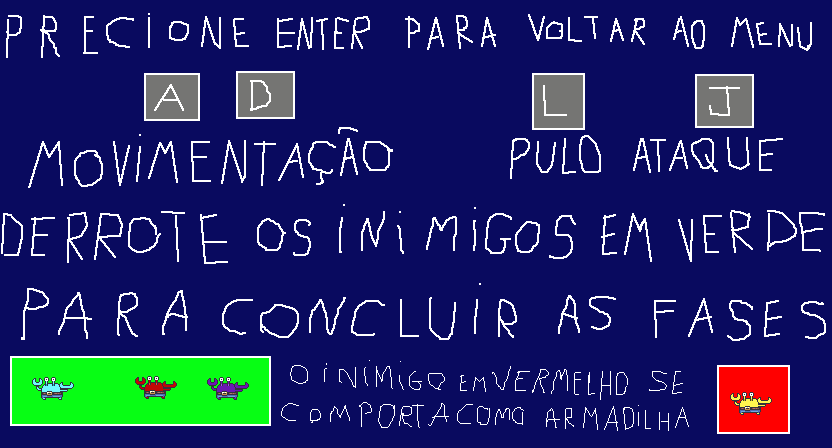 PRECIONE ENTER PARA VOLTAR AO MENU
A D L J
MOVIMENTAÇÃO PULO ATAQUE
DERROTE OS INIMIGOS EM VERDE
PARA CONCLUIR AS FASES
O INIMIGO EM VERMELHO SE
COMPORTA COMO ARMADILHA